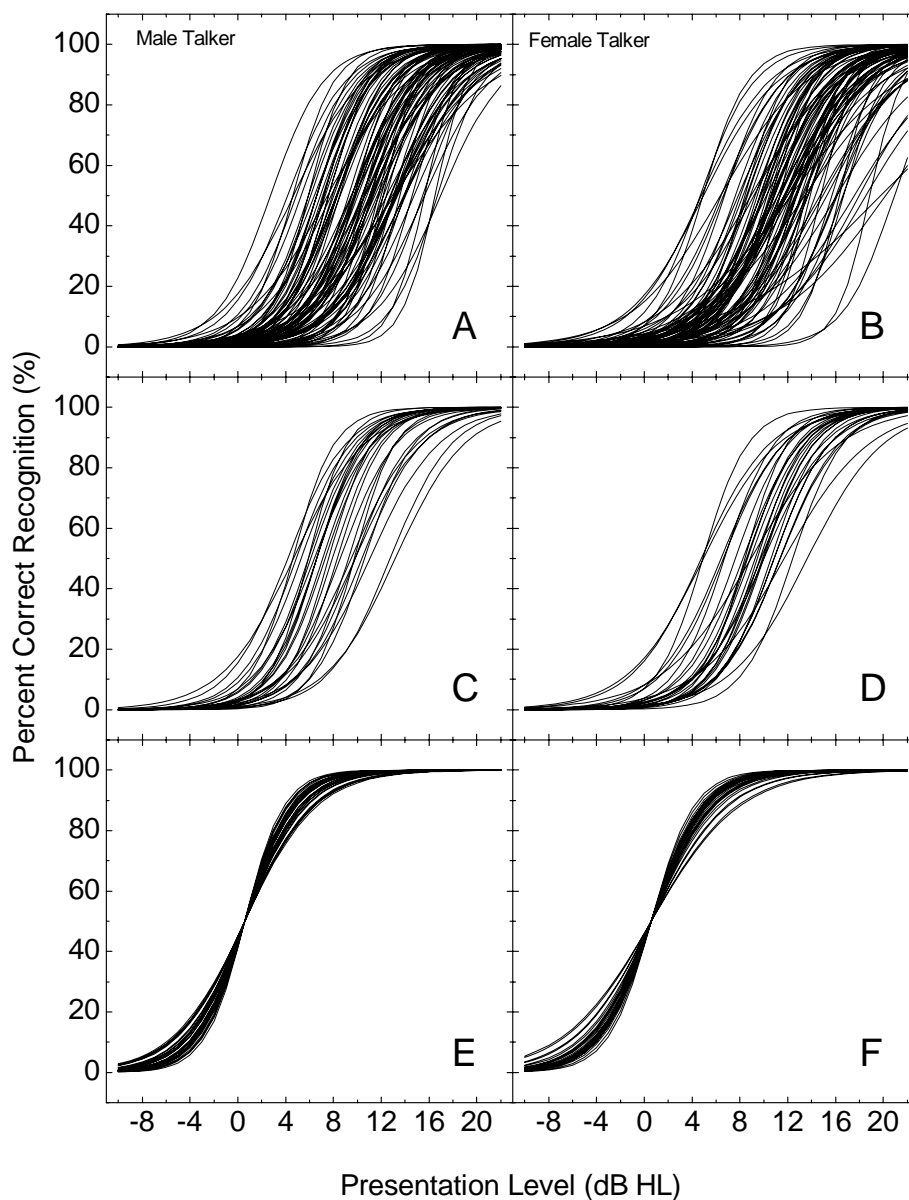 Male Talker
Female Talker
100
80
60
40
20
0
A
B
100
80
60
40
20
0
C
D
100
80
60
40
20
0
E
F
-8 -4 0 4 8 12 16 20
-8 -4 0 4 8 12 16 20
Percent Correct Recognition (%)
Presentation Level (dB HL)